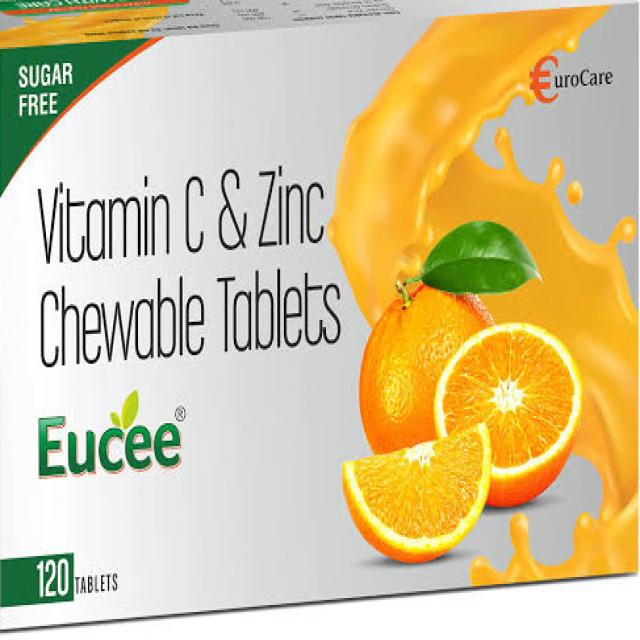 SUGAR
FREE
€uroCare
Vitamin C & Zinc
Chewable Tablets
Eucee®
120 TABLETS